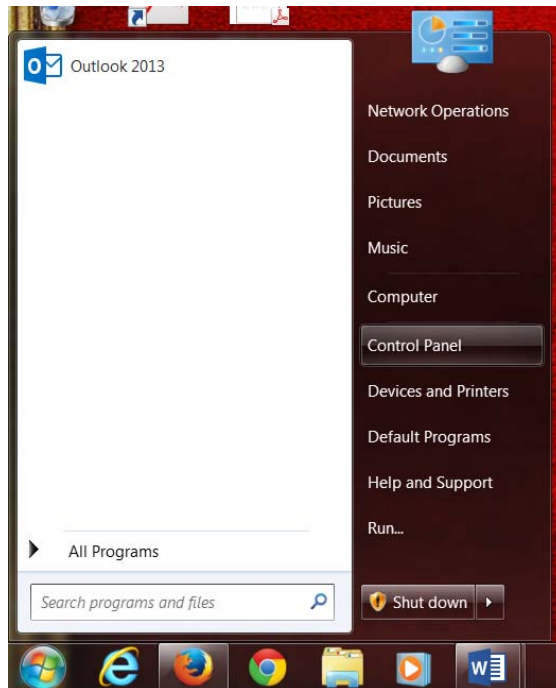 Outlook 2013
Network Operations
Documents
Pictures
Music
Computer
Control Panel
Devices and Printers
Default Programs
Help and Support
Run...
All Programs
Search programs and files
Shut down